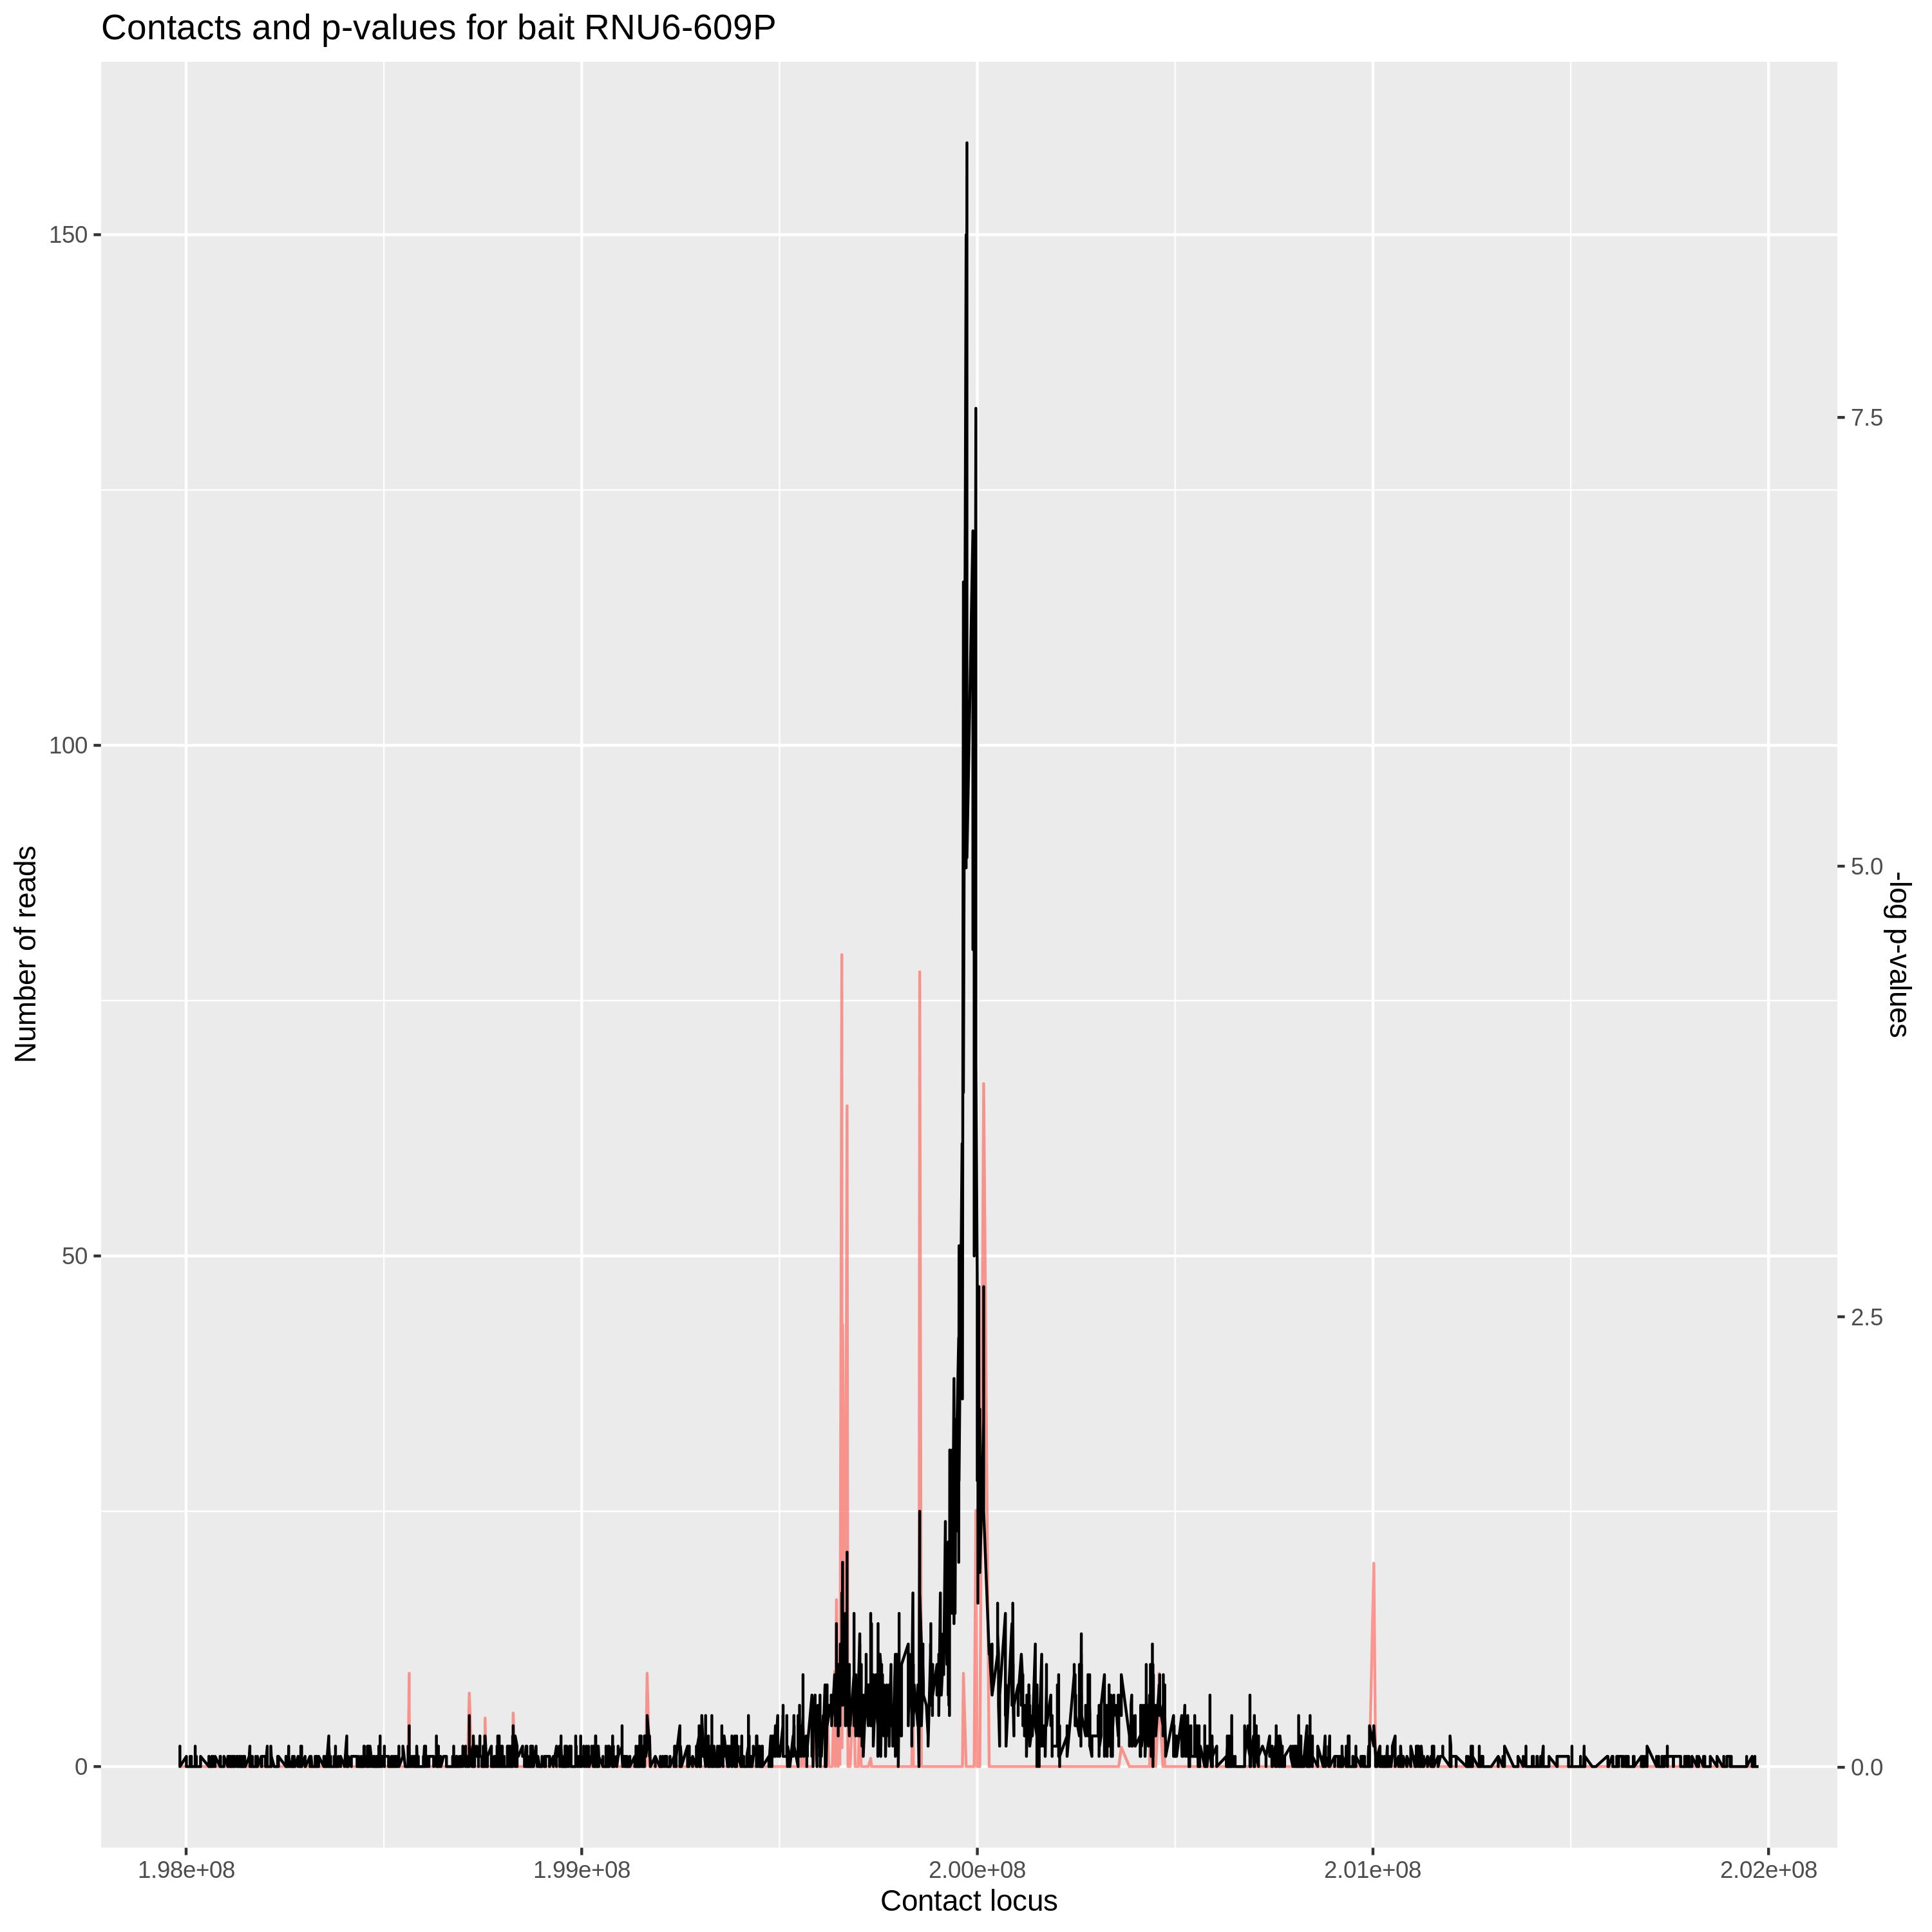 Contacts and p-values for bait RNU6-609P
150
100
50
0
7.5
5.0
2.5
0.0
Number of reads
-log p-values
1.98e+08
1.99e+08
2.00e+08
2.01e+08
2.02e+08
Contact locus